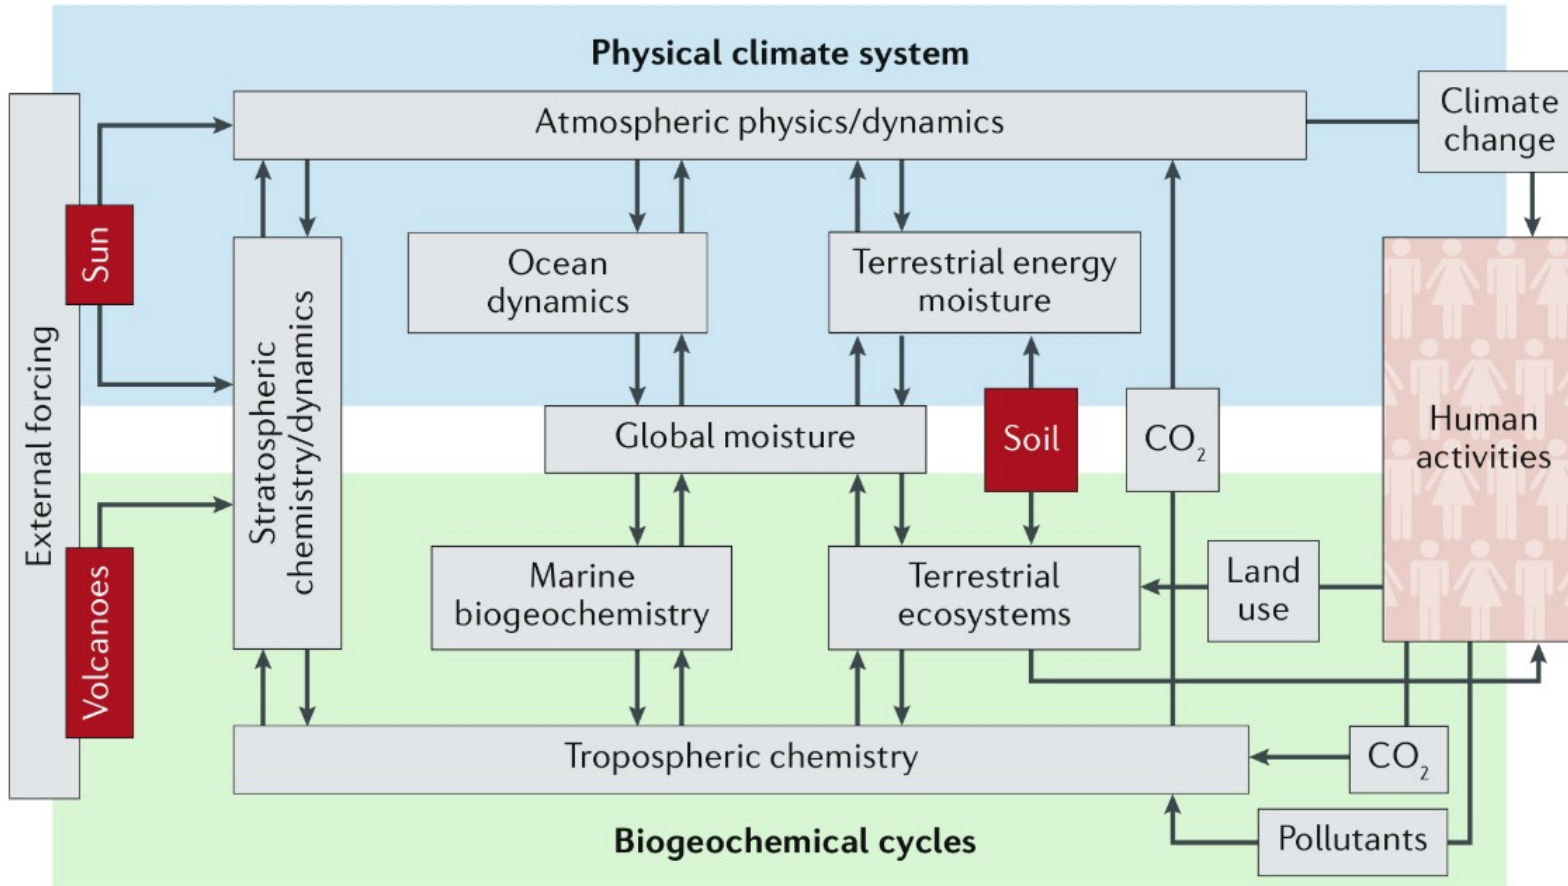 Physical climate system
Atmospheric physics/dynamics
Climate
change
External forcing
Sun
Stratospheric
chemistry/dynamics
Ocean
dynamics
Terrestrial energy
moisture
Global moisture
Soil
CO₂
Human
activities
Volcanoes
Marine
biogeochemistry
Terrestrial
ecosystems
Land
use
Tropospheric chemistry
CO₂
Pollutants
Biogeochemical cycles